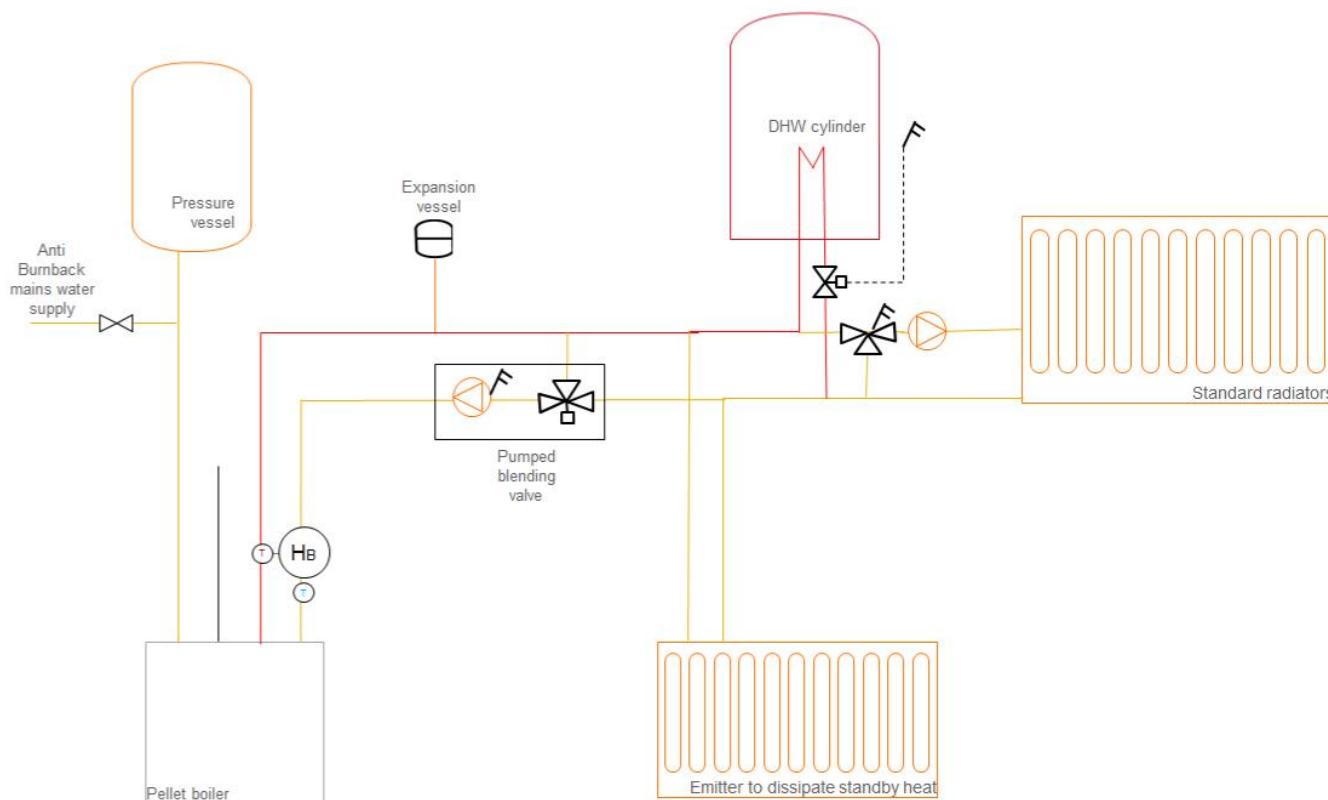 DHW cylinder
Pressure
vessel
Expansion
vessel
Anti
Burnback
mains water
supply
Standard radiators
Pumped
blending
valve
T
HB
T
Emitter to dissipate standby heat
Pellet boiler